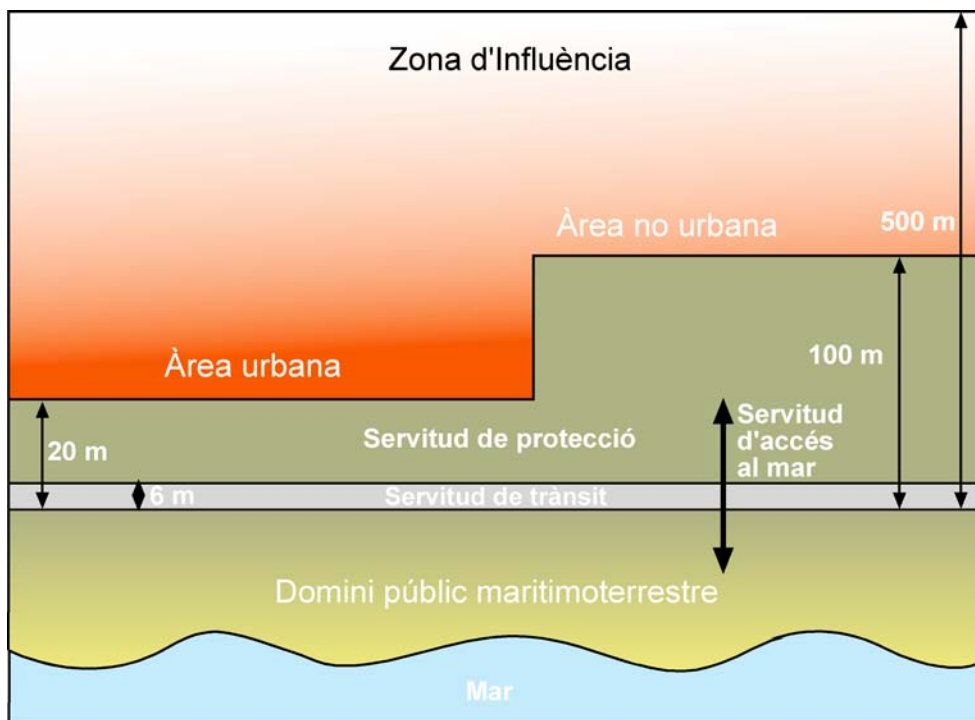 Zona d'Influència
Àrea no urbana
500 m
Àrea urbana
100 m
20 m
Servitud de protecció
Servitud
d'accés
al mar
6 m
Servitud de trànsit
Domini públic maritimoterrestre
Mar